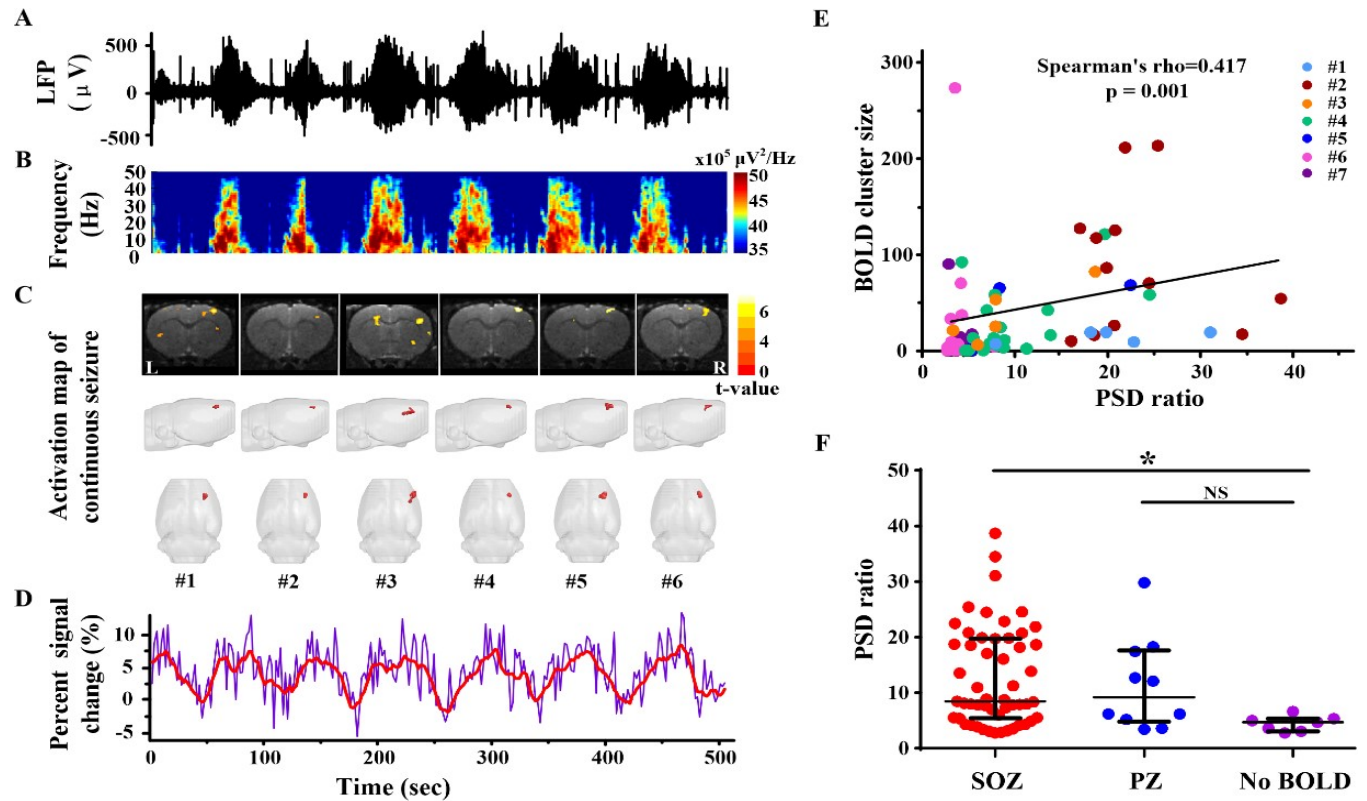 A
LFP
(μV)
500
0
-500
B
Frequency
(Hz)
50
40
30
20
10
0
x10⁵ μV²/Hz
50
45
40
35
C
Activation map of
continuous seizure
L
R
6
4
2
0
t-value
#1 #2 #3 #4 #5 #6
D
Percent signal
change (%)
10
5
0
-5
0 100 200 300 400 500
Time (sec)
E
BOLD cluster size
300
200
100
50
0
Spearman's rho=0.417
p = 0.001
#1
#2
#3
#4
#5
#6
#7
0 10 20 30 40
PSD ratio
F
PSD ratio
50
40
30
20
10
0
*
NS
SOZ PZ No BOLD